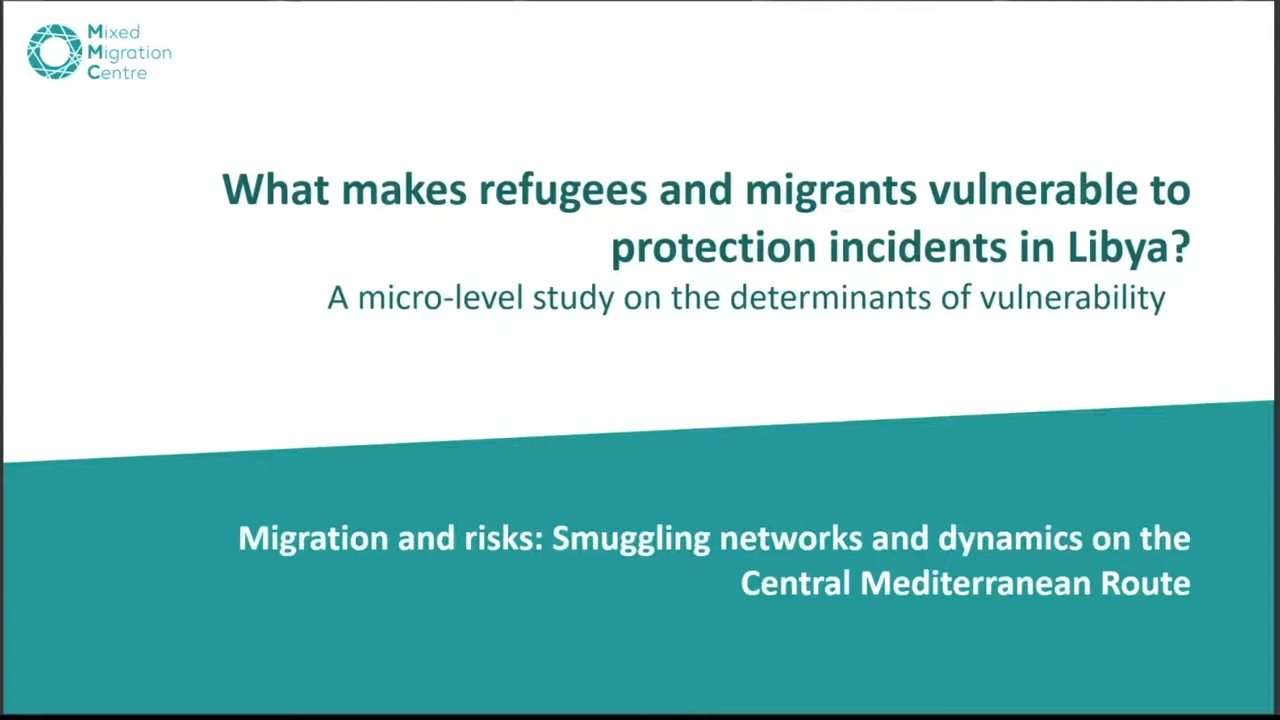 Mixed
Migration
Centre
What makes refugees and migrants vulnerable to
protection incidents in Libya?
A micro-level study on the determinants of vulnerability
Migration and risks: Smuggling networks and dynamics on the
Central Mediterranean Route